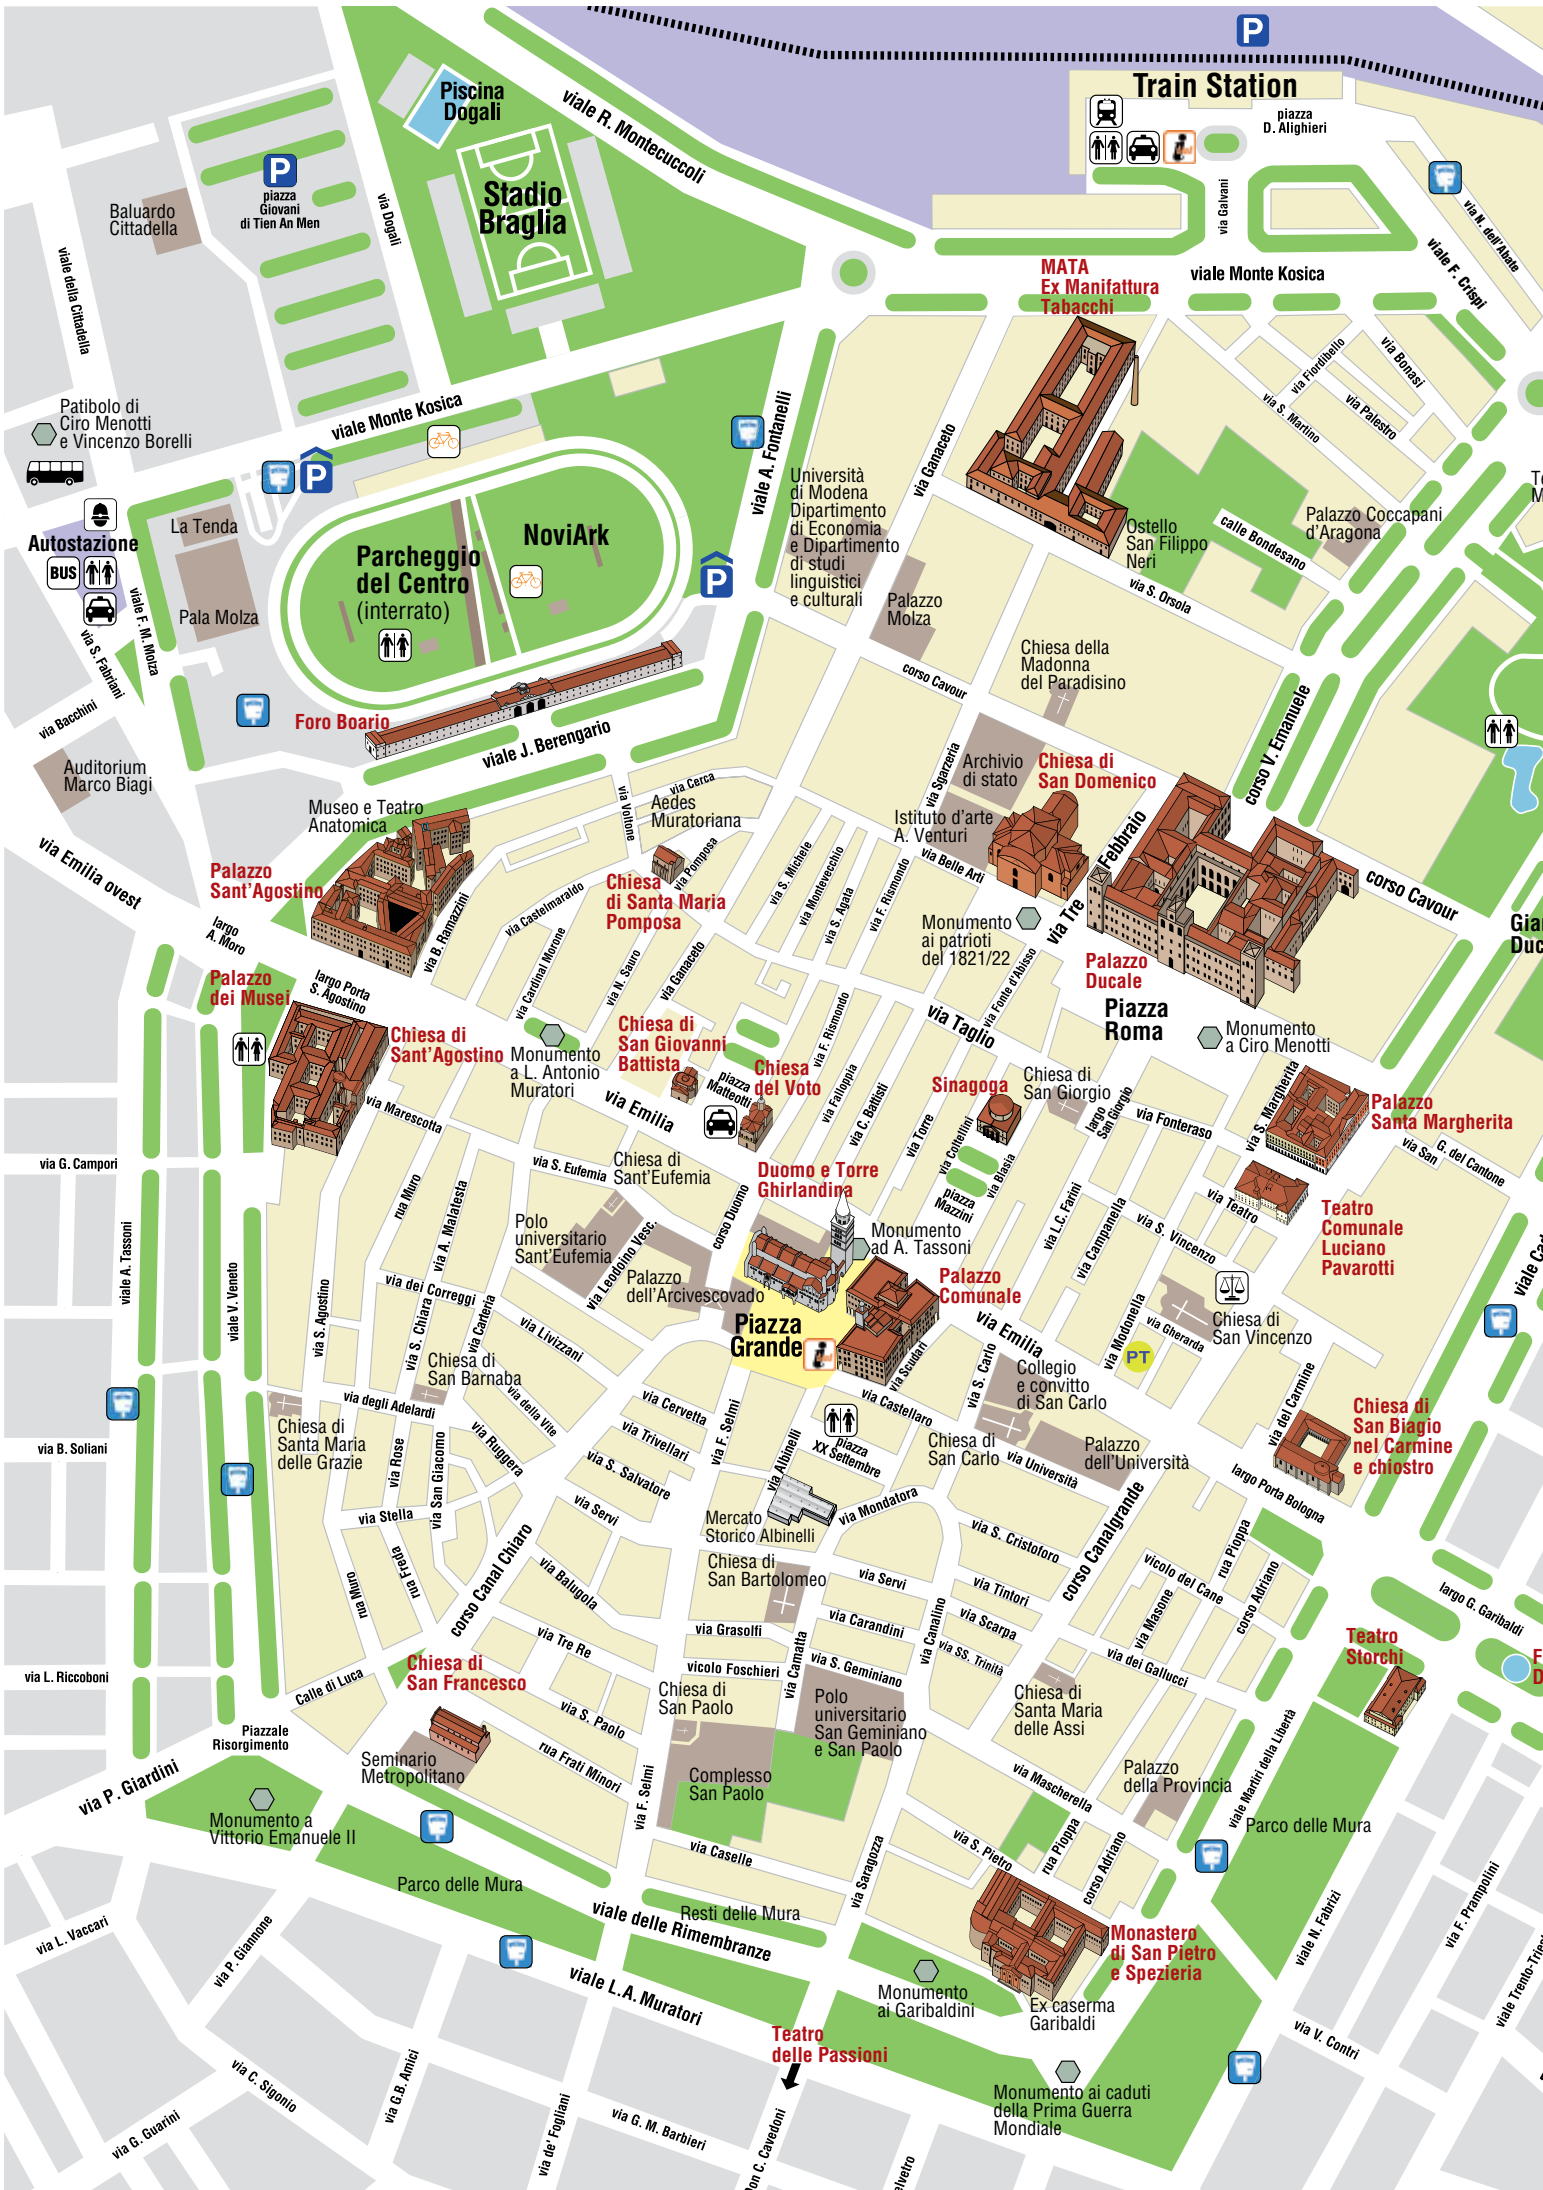 P
Train Station
piazza
D. Alighieri
Piscina
Dogali
viale R. Montecuccoli
Stadio
Braglia
P
piazza
Giovani
di Tien An Men
via Dogali
Baluardo
Cittadella
viale della Cittadella
via Galvani
via N. dell'Abate
viale F. Crispi
MATA
Ex Manifattura
Tabacchi
viale Monte Kosica
via Fiordibello
via Bonasi
via S. Martino
via Palestro
Patibolo di
Ciro Menotti
e Vincenzo Borelli
viale Monte Kosica
P
viale A. Fontanelli
via Ganaceto
Università
di Modena
Dipartimento
di Economia
e Dipartimento
di studi
linguistici
e culturali
Ostello
San Filippo
Neri
calle Bondesano
Palazzo Coccapani
d'Aragona
La Tenda
Autostazione
BUS
Pala Molza
viale F. M. Molza
via S. Fabriani
via Bacchini
Parcheggio
del Centro
(interrato)
NoviArk
P
Palazzo
Molza
via S. Orsola
Chiesa della
Madonna
del Paradisino
corso Cavour
Foro Boario
viale J. Berengario
Auditorium
Marco Biagi
via Emilia ovest
Museo e Teatro
Anatomica
via Cerca
via Voltone
Aedes
Muratoriana
via Sgarzeria
Archivio
di stato
Chiesa di
San Domenico
corso V. Emanuele
Istituto d'arte
A. Venturi
via Belle Arti
via Tre Febbraio
corso Cavour
Palazzo
Sant'Agostino
via B. Ramazzini
via Castelmaraldo
Chiesa
di Santa Maria
Pomposa
via Pomposa
via S. Michele
via Montevecchio
via S. Agata
via F. Rismondo
Monumento
ai patrioti
del 1821/22
Palazzo
Ducale
Piazza
Roma
Monumento
a Ciro Menotti
largo
A. Moro
largo Porta
S. Agostino
Palazzo
dei Musei
Chiesa di
Sant'Agostino
via Cardinal Morone
via N. Sauro
via Ganaceto
Monumento
a L. Antonio
Muratori
Chiesa di
San Giovanni
Battista
piazza
Matteotti
Chiesa
del Voto
via F. Rismondo
via Falloppia
via C. Battisti
via Taglio
via Fonte d'Abisso
Sinagoga
Chiesa di
San Giorgio
largo
San Giorgio
via Torre
via Coltellini
piazza
Mazzini
via Blasia
via Fonteraso
via S. Margherita
Palazzo
Santa Margherita
via San
G. del Cantone
via Emilia
via Marescotta
via S. Eufemia
Chiesa di
Sant'Eufemia
Duomo e Torre
Ghirlandina
corso Duomo
via G. Campori
rua Muro
via A. Malatesta
Polo
universitario
Sant'Eufemia
via Leodoino Vesc.
Palazzo
dell'Arcivescovado
Monumento
ad A. Tassoni
Palazzo
Comunale
via L.C. Farini
via Campanella
via S. Vincenzo
via Teatro
Teatro
Comunale
Luciano
Pavarotti
viale A. Tassoni
viale V. Veneto
via S. Agostino
via dei Correggi
via S. Chiara
via Carteria
via Livizzani
Piazza
Grande
via Scudari
via Emilia
via S. Carlo
via Modonella
PT
via Gherarda
Chiesa di
San Vincenzo
Chiesa di
San Barnaba
via degli Adelardi
via della Vite
via Cervetta
via Trivellari
via S. Salvatore
via F. Selmi
via Albinelli
via Castellaro
piazza
XX Settembre
Collegio
e convitto
di San Carlo
Chiesa di
San Carlo
via Università
Palazzo
dell'Università
via del Carmine
Chiesa di
San Biagio
nel Carmine
e chiostro
Chiesa di
Santa Maria
delle Grazie
via Rose
via San Giacomo
via Ruggera
via Stella
via B. Soliani
via Servi
Mercato
Storico Albinelli
via Mondatora
largo Porta Bologna
rua Freda
rua Muro
corso Canal Chiaro
via Balugola
Chiesa di
San Bartolomeo
via Servi
via S. Cristoforo
corso Canalgrande
via Tintori
via Scarpa
via SS. Trinità
via Canalino
via Carandini
vicolo del Cane
rua Pioppa
via Masone
corso Adriano
largo G. Garibaldi
via L. Riccoboni
Calle di Luca
Chiesa di
San Francesco
via Tre Re
via Grasolfi
vicolo Foschieri
via Camatta
via S. Geminiano
via dei Gallucci
Teatro
Storchi
Piazzale
Risorgimento
via P. Giardini
Seminario
Metropolitano
via S. Paolo
rua Frati Minori
Chiesa di
San Paolo
Polo
universitario
San Geminiano
e San Paolo
Complesso
San Paolo
Chiesa di
Santa Maria
delle Assi
via Mascherella
Palazzo
della Provincia
viale Martiri della Libertà
Parco delle Mura
Monumento a
Vittorio Emanuele II
via F. Selmi
via Caselle
via Saragozza
via S. Pietro
rua Pioppa
corso Adriano
Parco delle Mura
viale delle Rimembranze
Resti delle Mura
Monastero
di San Pietro
e Spezieria
viale N. Fabrizi
via F. Prampolini
via L. Vaccari
via P. Giannone
viale L.A. Muratori
Monumento
ai Garibaldini
Ex caserma
Garibaldi
Teatro
delle Passioni
via V. Contri
Monumento ai caduti
della Prima Guerra
Mondiale
via C. Sigonio
via G.B. Amici
via G. Guarini
via de' Fogliani
via G. M. Barbieri